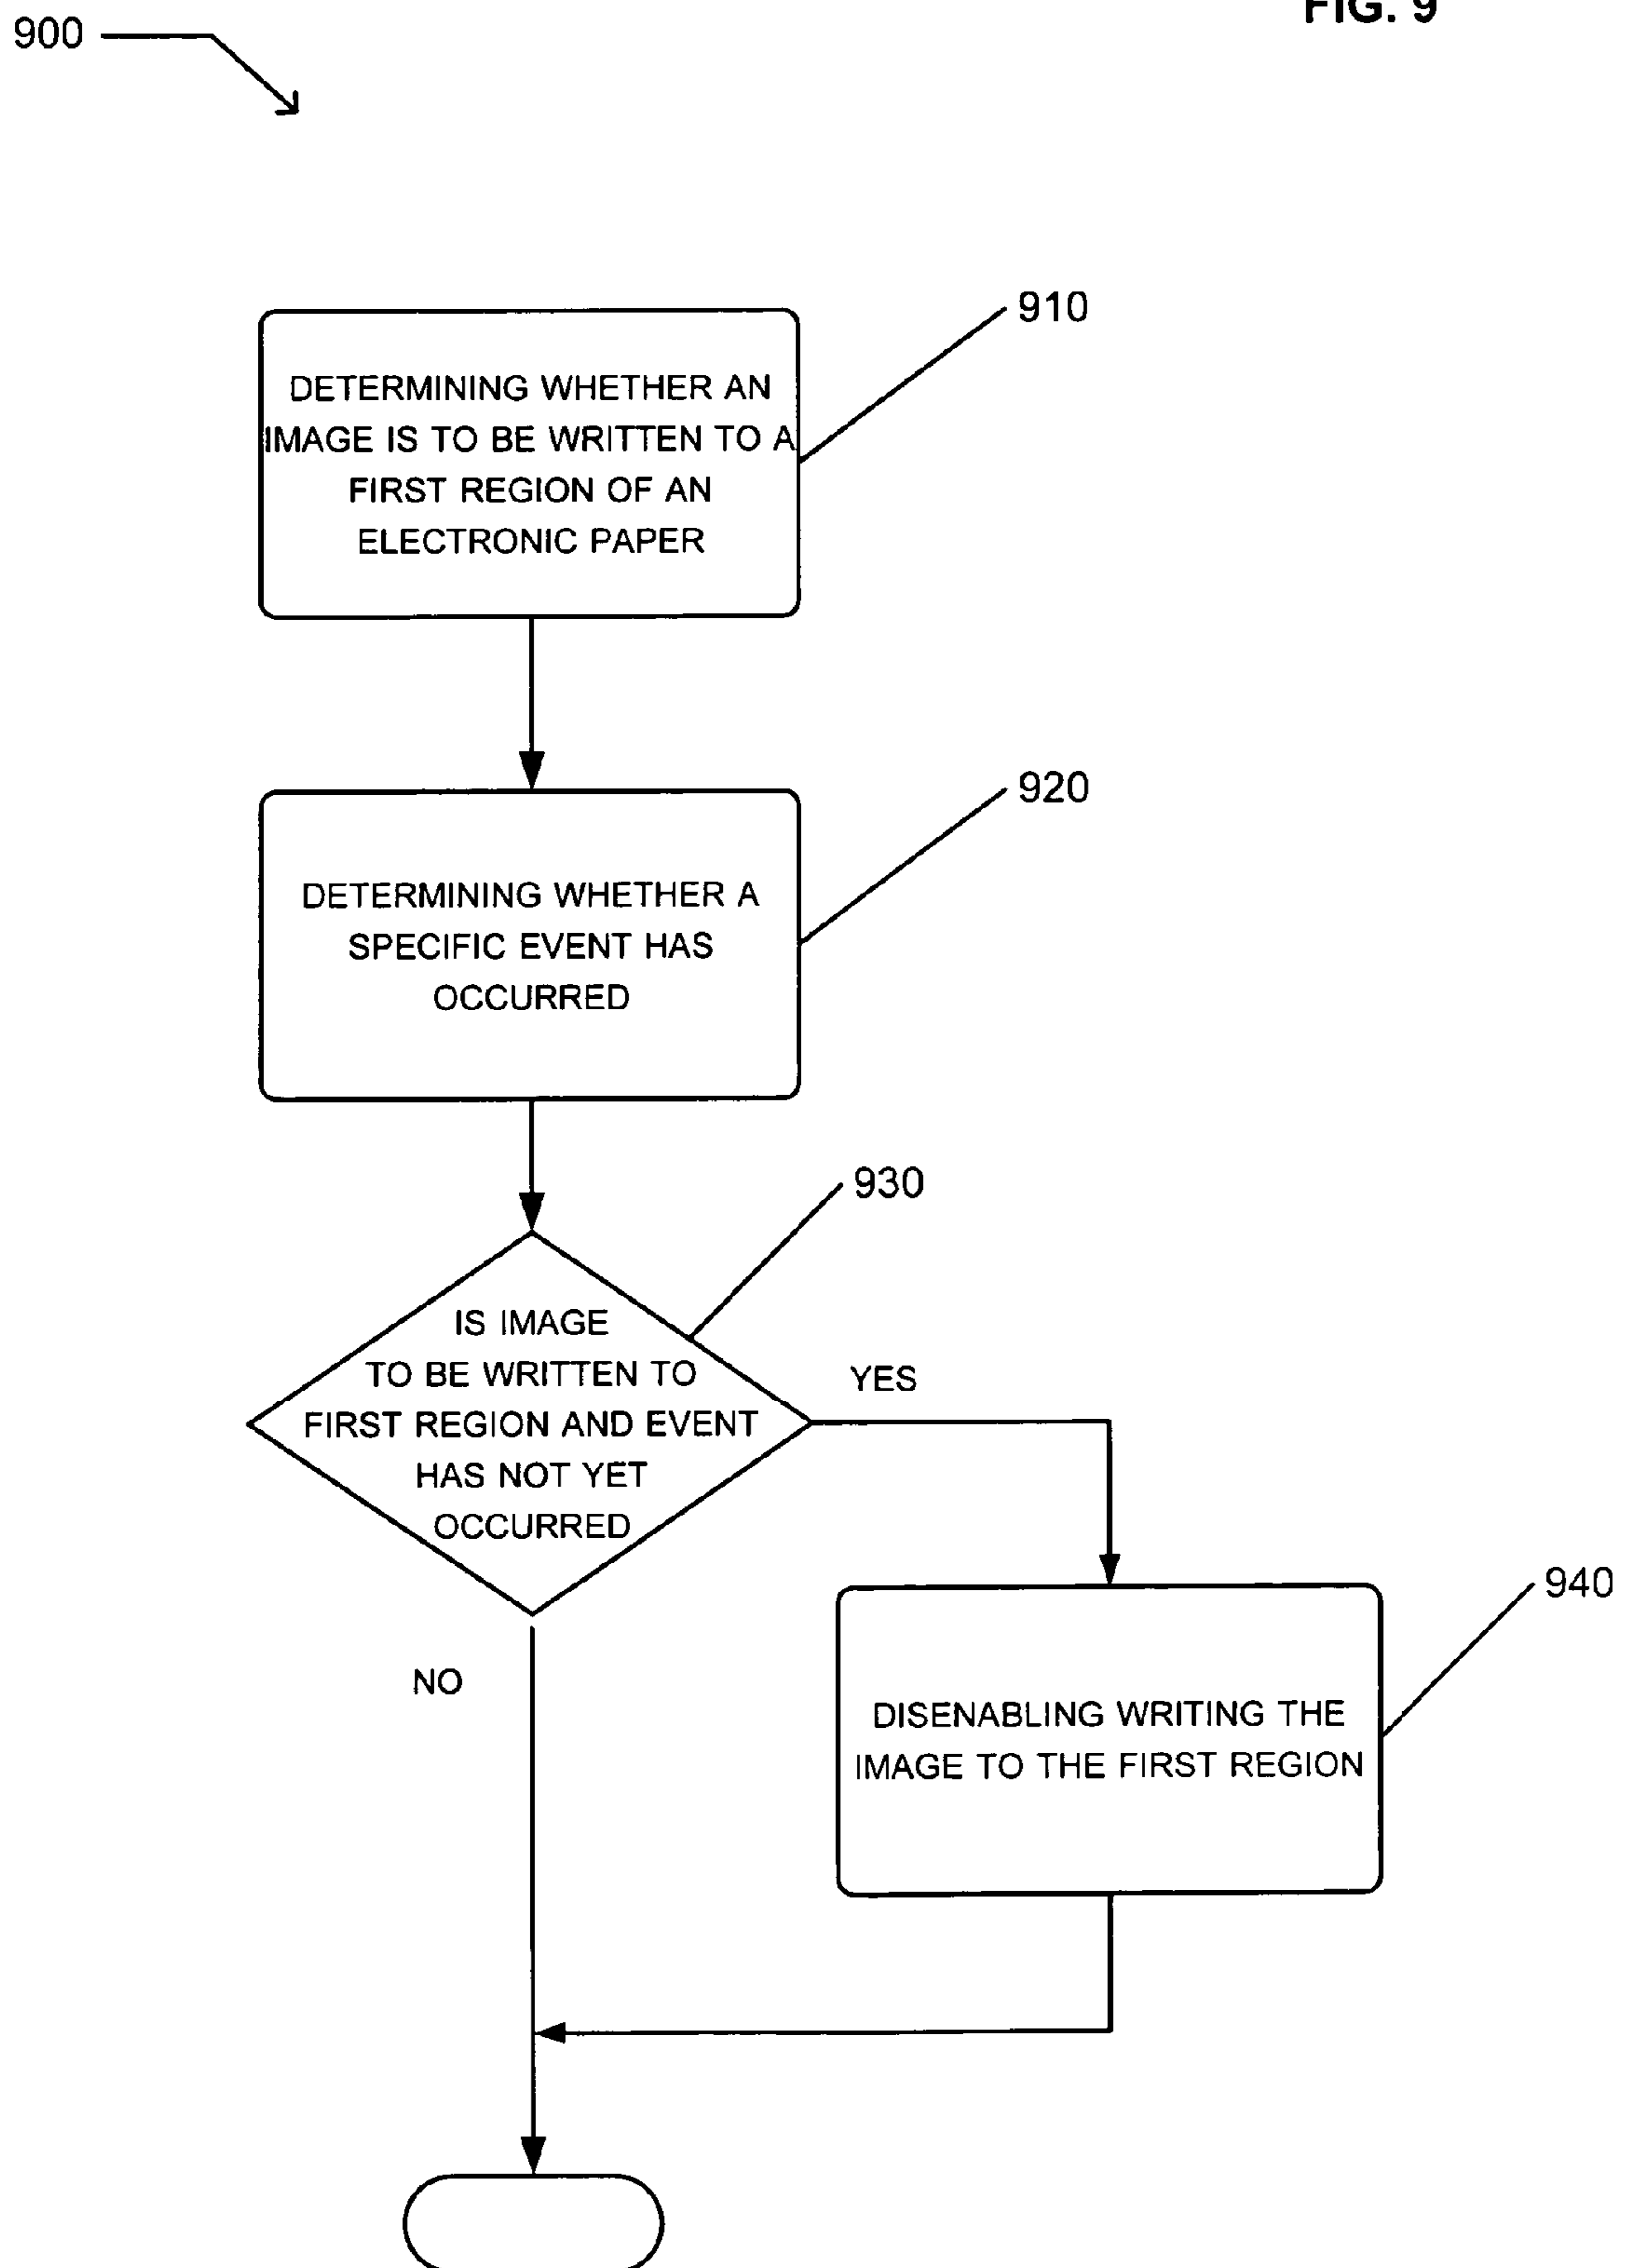 FIG. 9
900
910
DETERMINING WHETHER AN
IMAGE IS TO BE WRITTEN TO A
FIRST REGION OF AN
ELECTRONIC PAPER
920
DETERMINING WHETHER A
SPECIFIC EVENT HAS
OCCURRED
930
IS IMAGE
TO BE WRITTEN TO
FIRST REGION AND EVENT
HAS NOT YET
OCCURRED
YES
NO
940
DISENABLING WRITING THE
IMAGE TO THE FIRST REGION